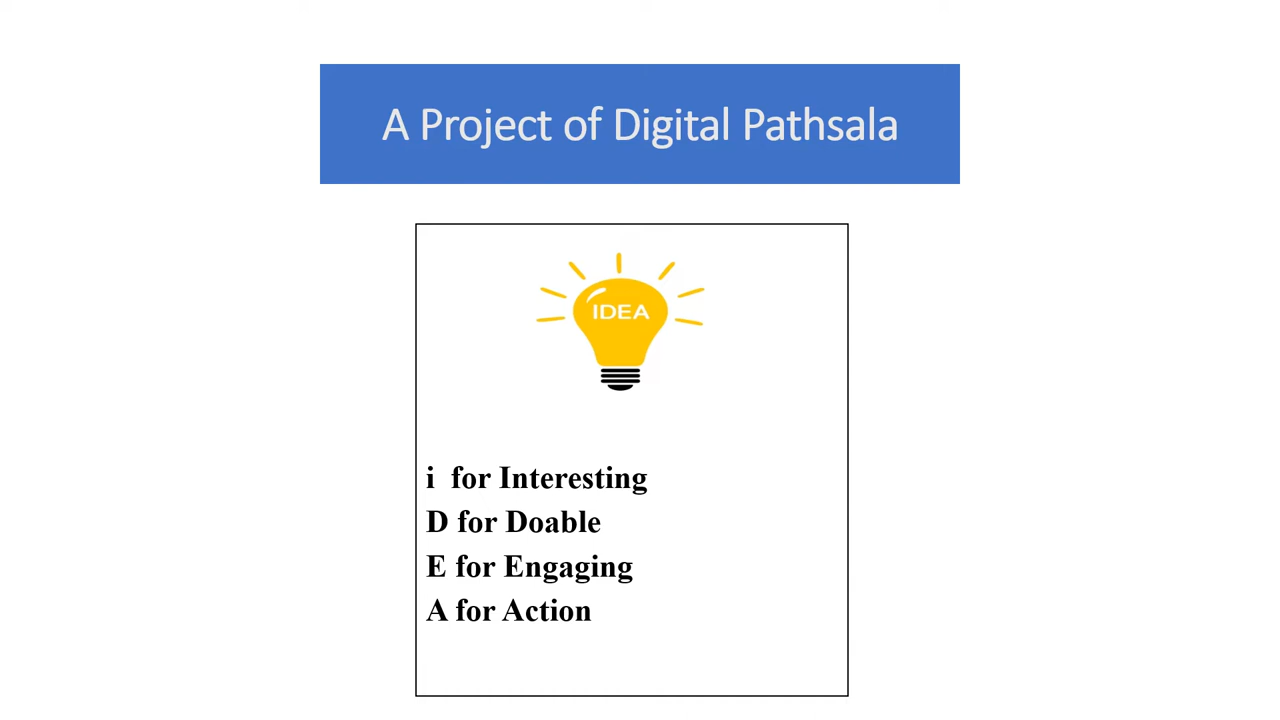 A Project of Digital Pathsala
IDEA
i for Interesting
D for Doable
E for Engaging
A for Action